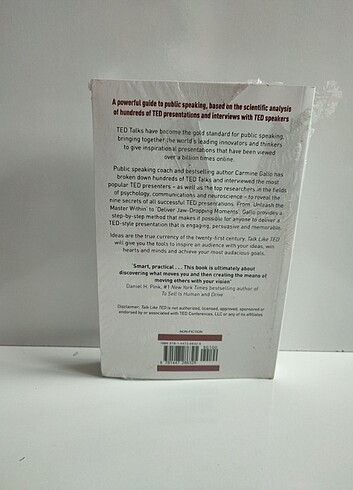 A powerful guide to public speaking, based on the scientific analysis
of hundreds of TED presentations and interviews with TED speakers
TED Talks have become the gold standard for public speaking,
bringing together the world's leading innovators and thinkers
to give inspirational presentations that have been viewed
over a billion times online.
Public speaking coach and bestselling author Carmine Gallo has
broken down hundreds of TED Talks and interviewed the most
popular TED presenters – as well as the top researchers in the fields
of psychology, communications and neuroscience – to reveal the
nine secrets of all successful TED presentations. From 'Unleash the
Master Within' to 'Deliver Jaw-Dropping Moments', Gallo provides a
step-by-step method that makes it possible for anyone to deliver a
TED-style presentation that is engaging, persuasive and memorable.
Ideas are the true currency of the twenty-first century. Talk Like TED
will give you the tools to inspire an audience with your ideas, win
hearts and minds and achieve your most audacious goals.
'Smart, practical . . . This book is ultimately about
discovering what moves you and then creating the means of
moving others with your vision'
Daniel H. Pink, #1 New York Times bestselling author of
To Sell is Human and Drive
Disclaimer: Talk Like TED is not authorized, licensed, approved, sponsored or
endorsed by or associated with TED Conferences, LLC or any of its affiliates
NON-FICTION